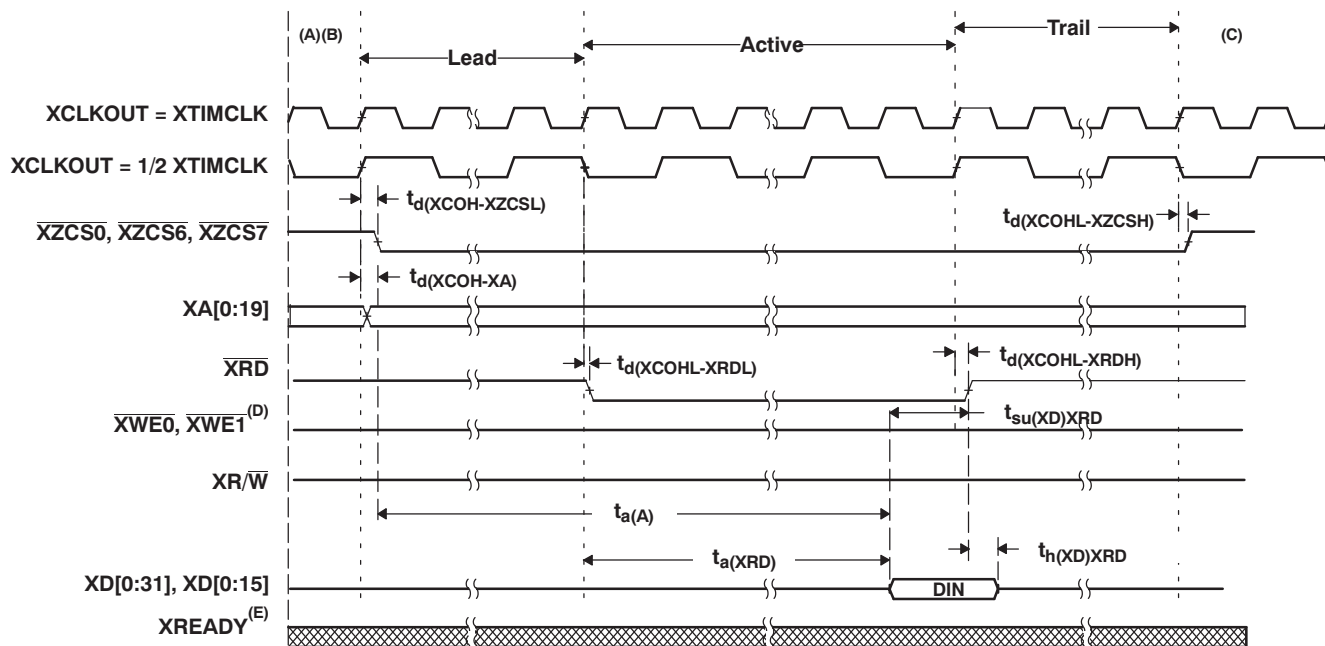 (A)(B)
Lead
Active
Trail
(C)
XCLKOUT = XTIMCLK
XCLKOUT = 1/2 XTIMCLK
td(XCOH-XZCSL)
td(XCOHL-XZCSH)
XZCS0, XZCS6, XZCS7
td(XCOH-XA)
XA[0:19]
XRD
td(XCOHL-XRDL)
td(XCOHL-XRDH)
XWE0, XWE1(D)
tsu(XD)XRD
XR/W
ta(A)
ta(XRD)
th(XD)XRD
XD[0:31], XD[0:15]
DIN
XREADY(E)